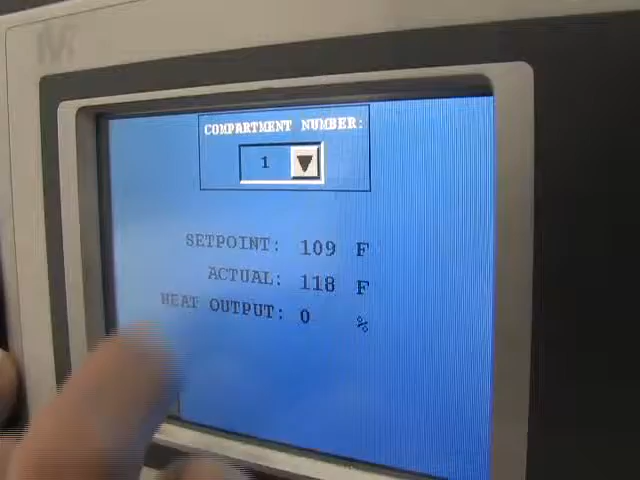 COMPARTMENT NUMBER:
1
SETPOINT: 109 F
ACTUAL: 118 F
HEAT OUTPUT: 0 %